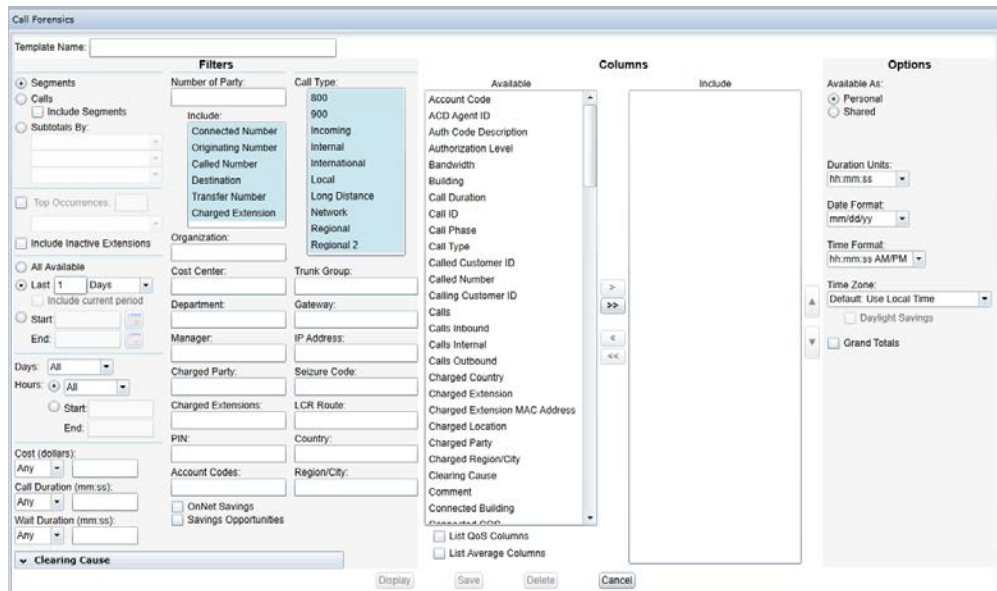 Call Forensics
Template Name:
Filters
Segments
Calls
Include Segments
Subtotals By:
Top Occurrences:
Include Inactive Extensions
All Available
Last 1 Days
Include current period
Start:
End:
Days: All
Hours: All
Start:
End:
Cost (dollars):
Any
Call Duration (mm:ss):
Any
Wait Duration (mm:ss):
Any
Clearing Cause
Number of Party:
Include:
Connected Number
Originating Number
Called Number
Destination
Transfer Number
Charged Extension
Organization:
Cost Center:
Department:
Manager:
Charged Party:
Charged Extensions:
PIN:
Account Codes:
OnNet Savings
Savings Opportunities
Call Type:
800
900
Incoming
Internal
International
Local
Long Distance
Network
Regional
Regional 2
Trunk Group:
Gateway:
IP Address:
Seizure Code:
LCR Route:
Country:
Region/City:
Columns
Available
Account Code
ACD Agent ID
Auth Code Description
Authorization Level
Bandwidth
Building
Call Duration
Call ID
Call Phase
Call Type
Called Customer ID
Called Number
Calling Customer ID
Calls
Calls Inbound
Calls Internal
Calls Outbound
Charged Country
Charged Extension
Charged Extension MAC Address
Charged Location
Charged Party
Charged Region/City
Clearing Cause
Comment
Connected Building
Connected COS
List QoS Columns
List Average Columns
>
>>
<
<<
Include
Options
Available As:
Personal
Shared
Duration Units:
hh:mm:ss
Date Format:
mm/dd/yy
Time Format:
hh:mm:ss AM/PM
Time Zone:
Default: Use Local Time
Daylight Savings
Grand Totals
Display Save Delete Cancel